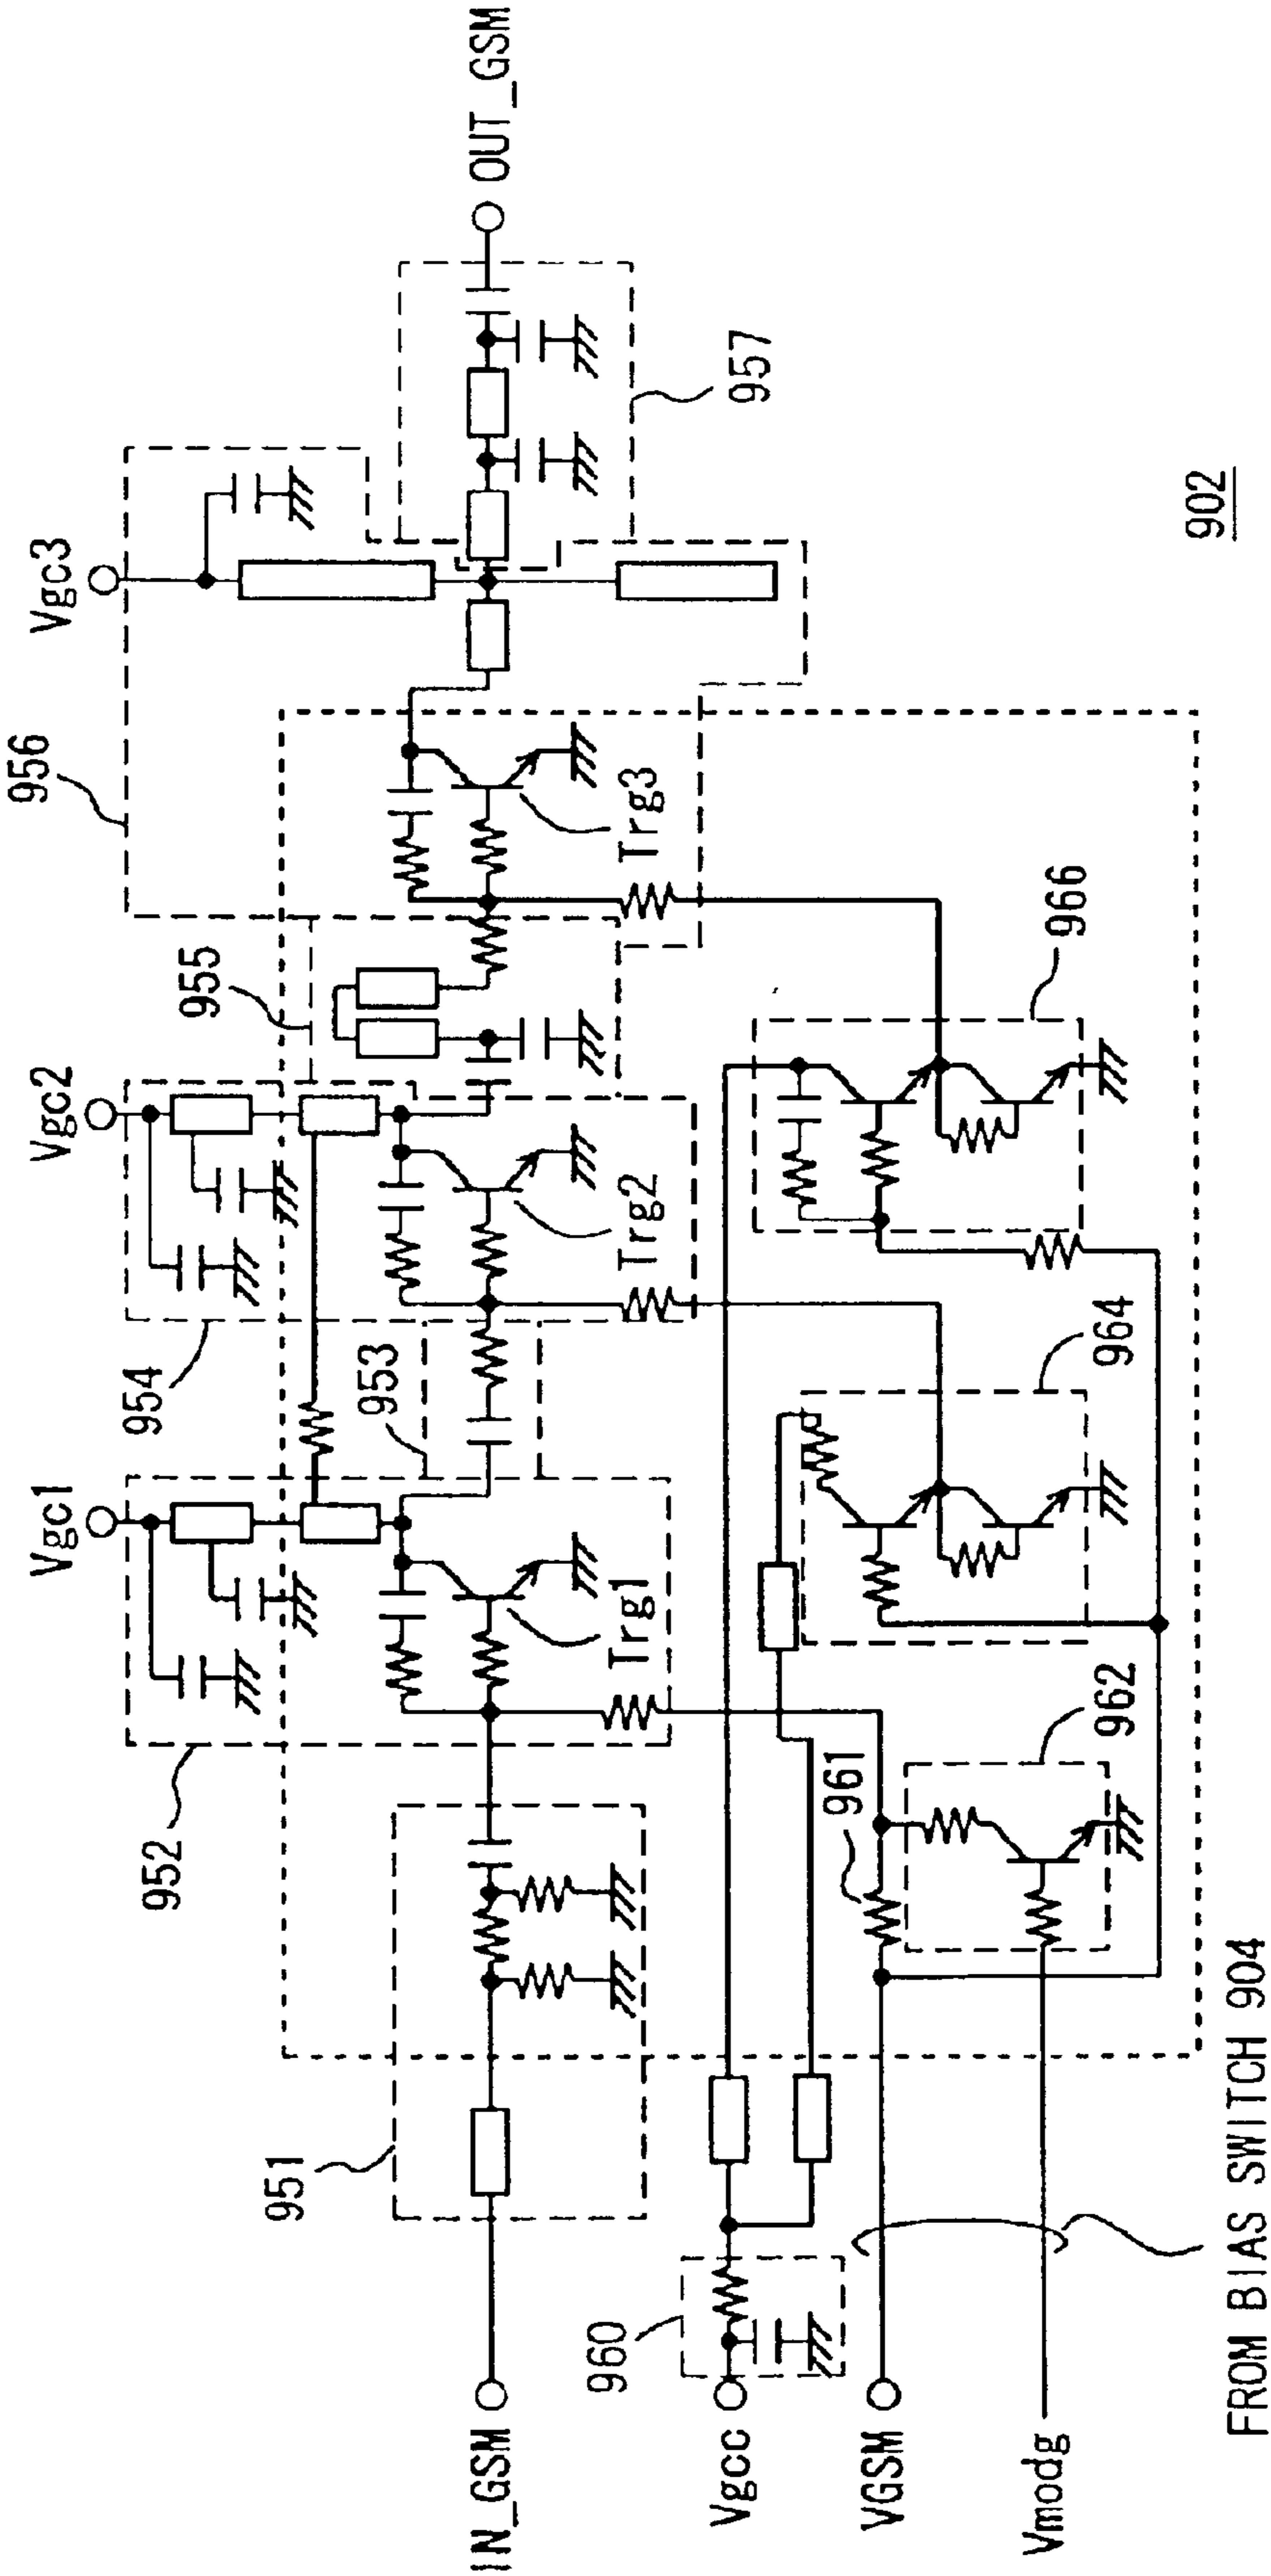 Vgc1
Vgc2
Vgc3
952
954
956
953
955
951
IN_GSM
OUT_GSM
Trg1
Trg2
Trg3
957
960
961
962
964
966
Vgcc
VGSM
Vmodg
FROM BIAS SWITCH 904
902